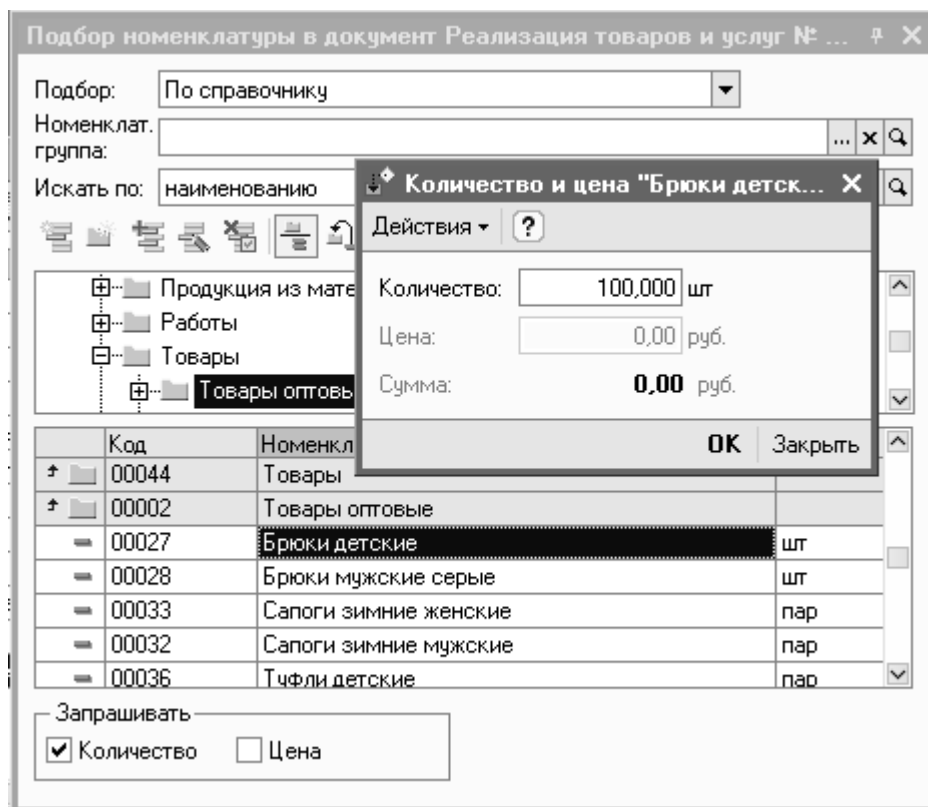 Подбор номенклатуры в документ Реализация товаров и услуг № ...
Подбор: По справочнику
Номенклат. группа:
Искать по: наименованию
Количество и цена "Брюки детск...
Действия
Количество: 100,000 шт
Цена: 0,00 руб.
Сумма: 0,00 руб.
OK Закрыть
Продукция из мате
Работы
Товары
Товары оптовы
Код Номенкл
00044 Товары
00002 Товары оптовые
00027 Брюки детские шт
00028 Брюки мужские серые шт
00033 Сапоги зимние женские пар
00032 Сапоги зимние мужские пар
00036 Туфли детские пар
Запрашивать
Количество Цена